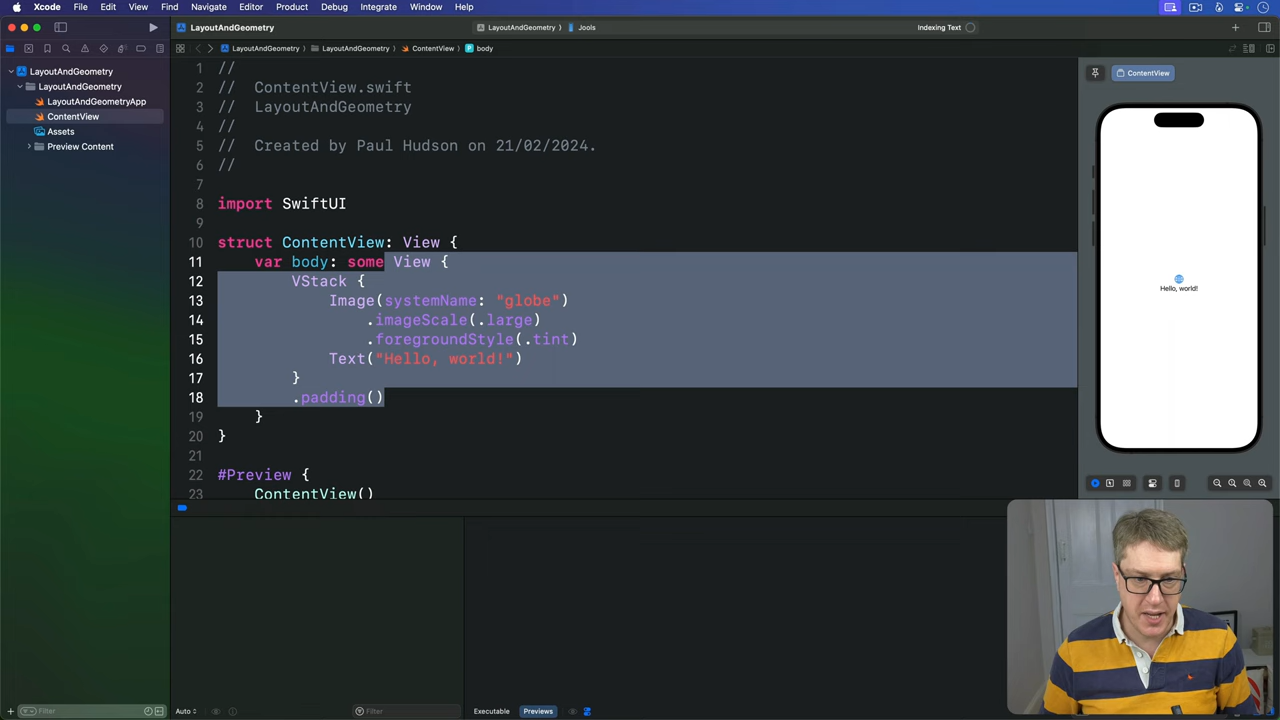 Xcode File Edit View Find Navigate Editor Product Debug Integrate Window Help
LayoutAndGeometry
LayoutAndGeometry
Jools
Indexing Text
LayoutAndGeometry
LayoutAndGeometry
ContentView
body
LayoutAndGeometry
LayoutAndGeometry
LayoutAndGeometryApp
ContentView
Assets
Preview Content
1 //
2 // ContentView.swift
3 // LayoutAndGeometry
4 //
5 // Created by Paul Hudson on 21/02/2024.
6 //
7
8 import SwiftUI
9
10 struct ContentView: View {
11 var body: some View {
12 VStack {
13 Image(systemName: "globe")
14 .imageScale(.large)
15 .foregroundStyle(.tint)
16 Text("Hello, world!")
17 }
18 .padding()
19 }
20 }
21
22 #Preview {
23 ContentView()
ContentView
Hello, world!
Filter
Auto
Filter
Executable
Previews